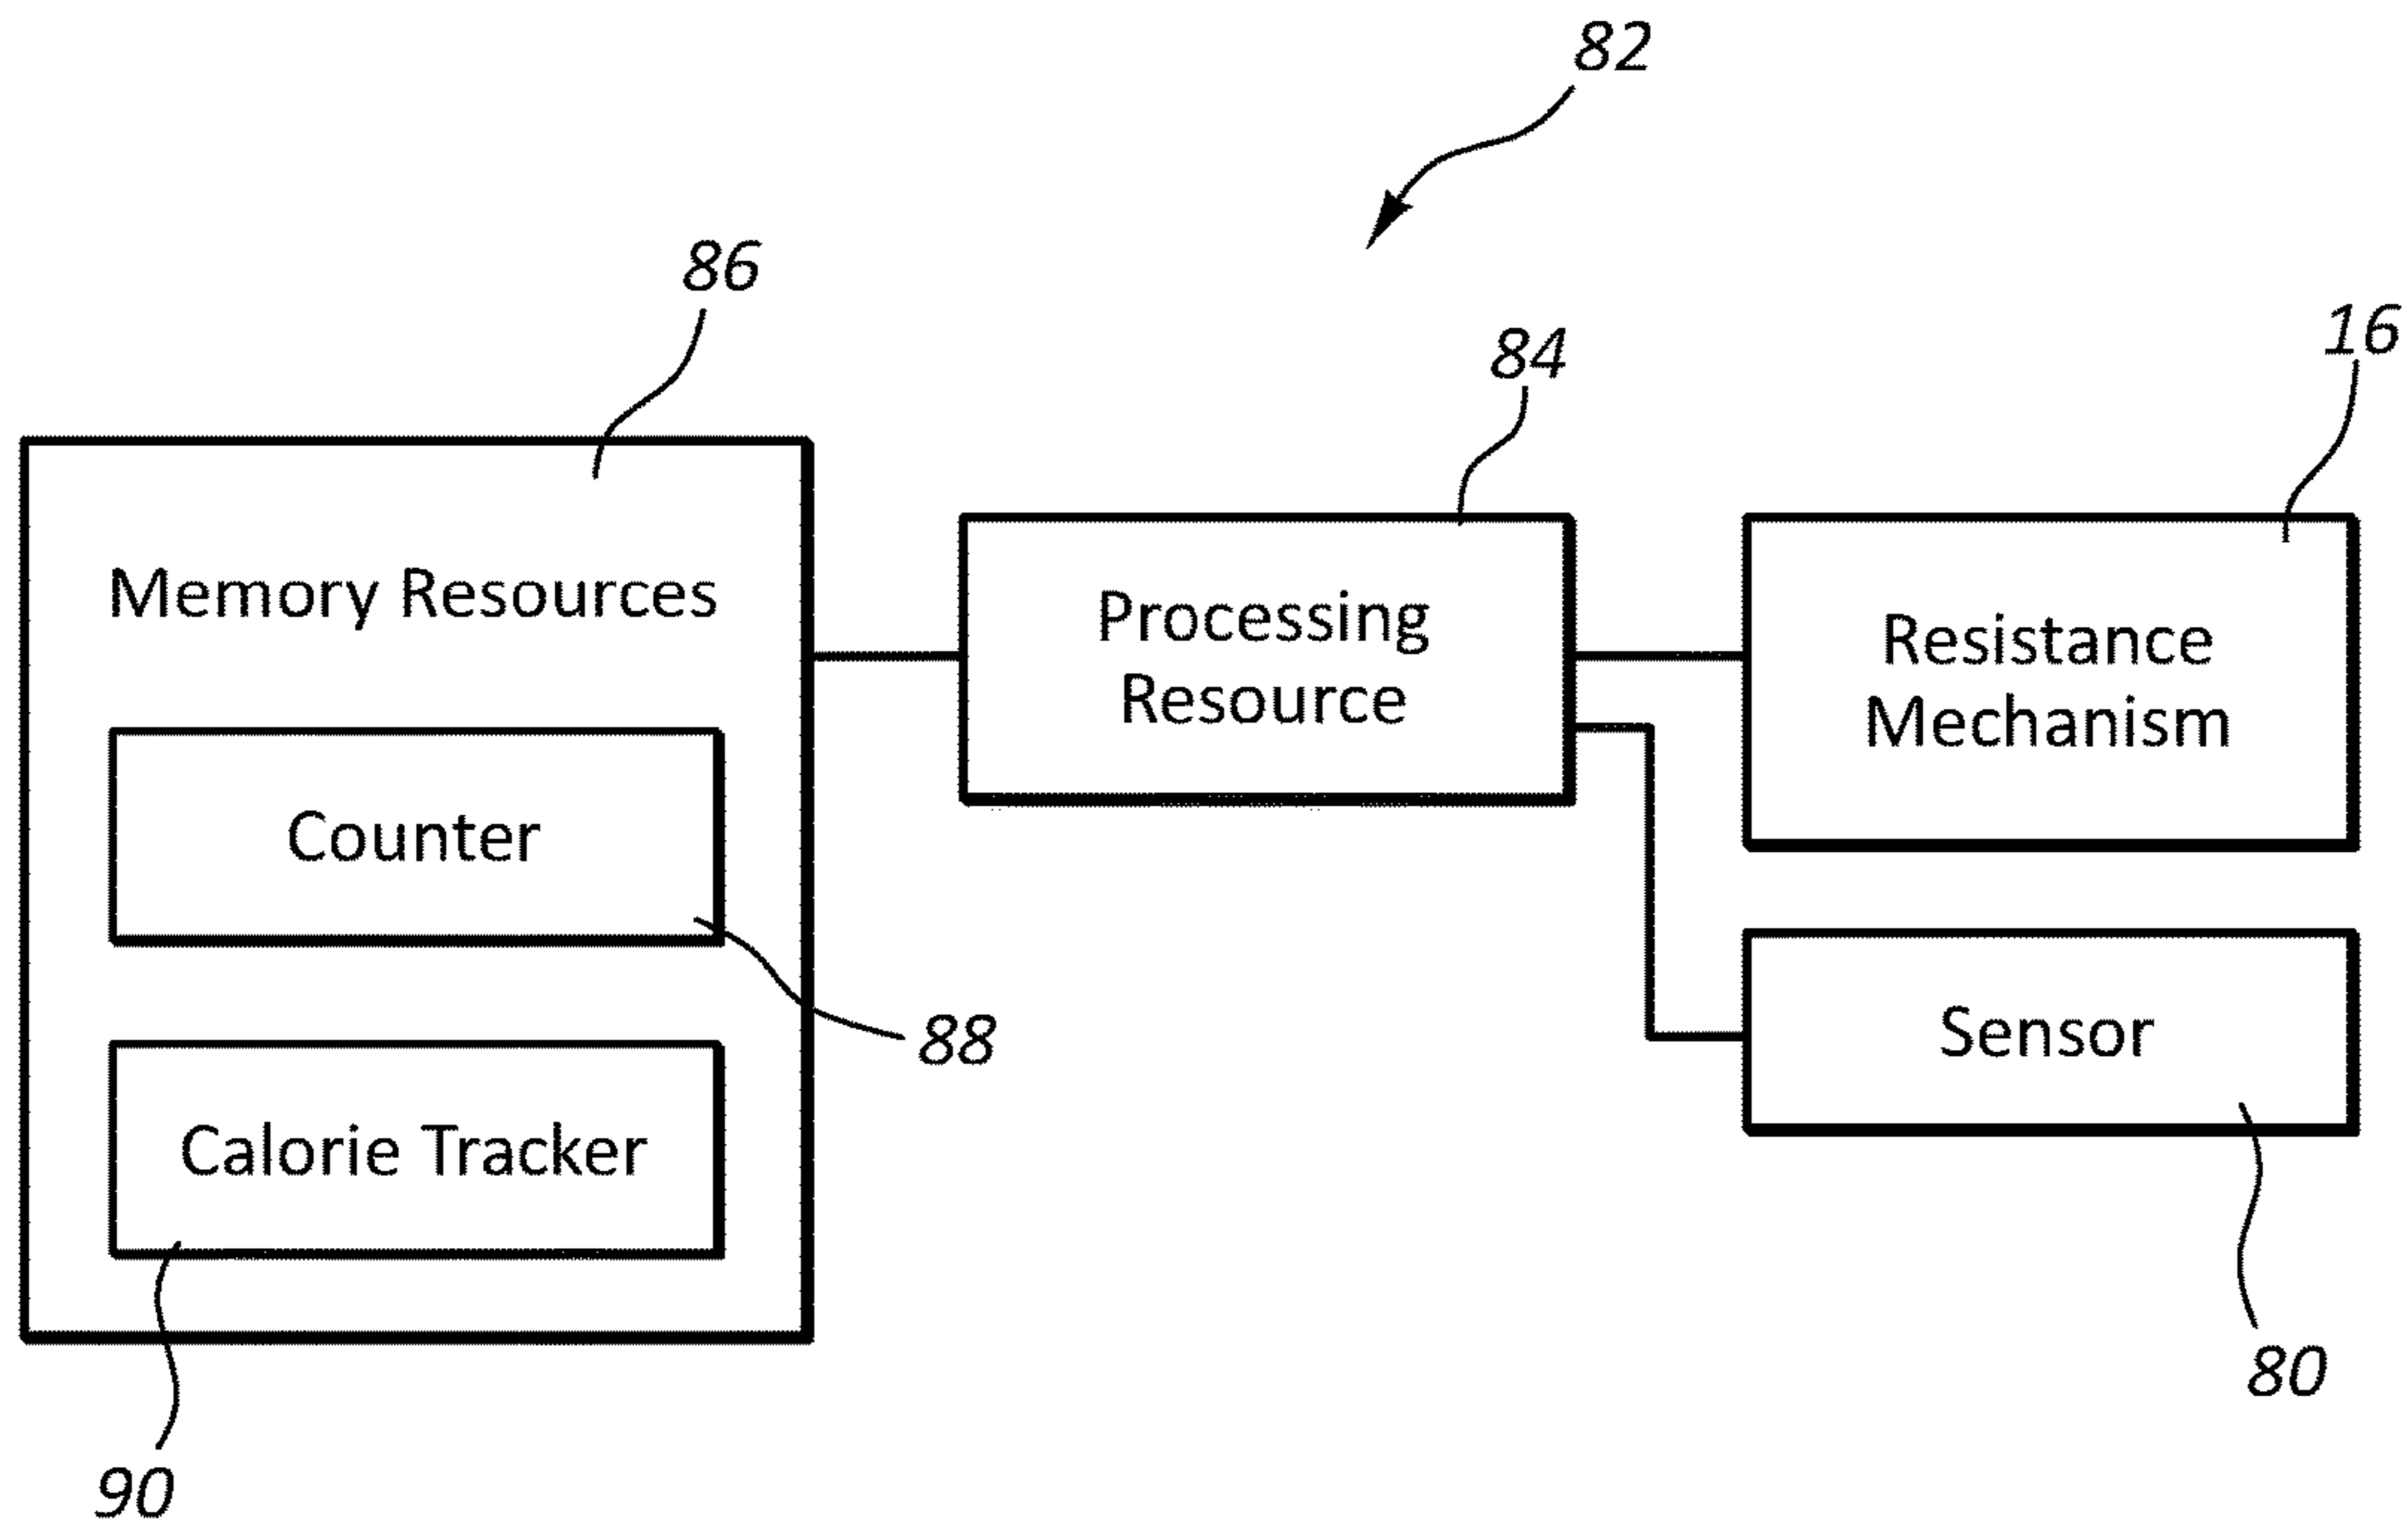 82
86
84
16
Memory Resources
Processing
Resource
Resistance
Mechanism
Counter
88
Sensor
Calorie Tracker
80
90